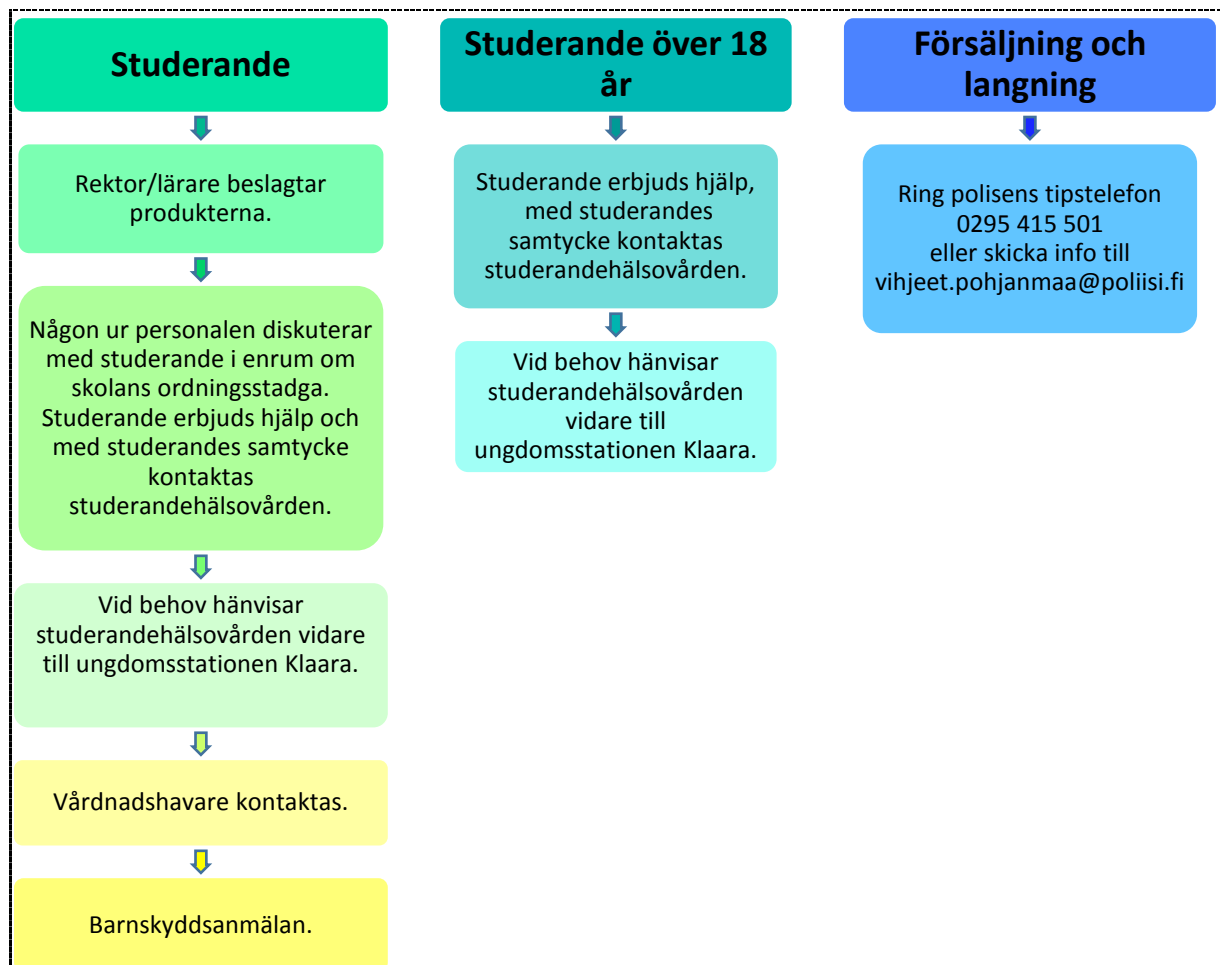 Studerande
Rektor/lärare beslagtar
produkterna.
Någon ur personalen diskuterar
med studerande i enrum om
skolans ordningsstadga.
Studerande erbjuds hjälp och
med studerandes samtycke
kontaktas
studerandehälsovården.
Vid behov hänvisar
studerandehälsovården vidare
till ungdomsstationen Klaara.
Vårdnadshavare kontaktas.
Barnskyddsanmälan.
Studerande över 18
år
Studerande erbjuds hjälp,
med studerandes
samtycke kontaktas
studerandehälsovården.
Vid behov hänvisar
studerandehälsovården
vidare till
ungdomsstationen Klaara.
Försäljning och
langning
Ring polisens tipstelefon
0295 415 501
eller skicka info till
vihjeet.pohjanmaa@poliisi.fi